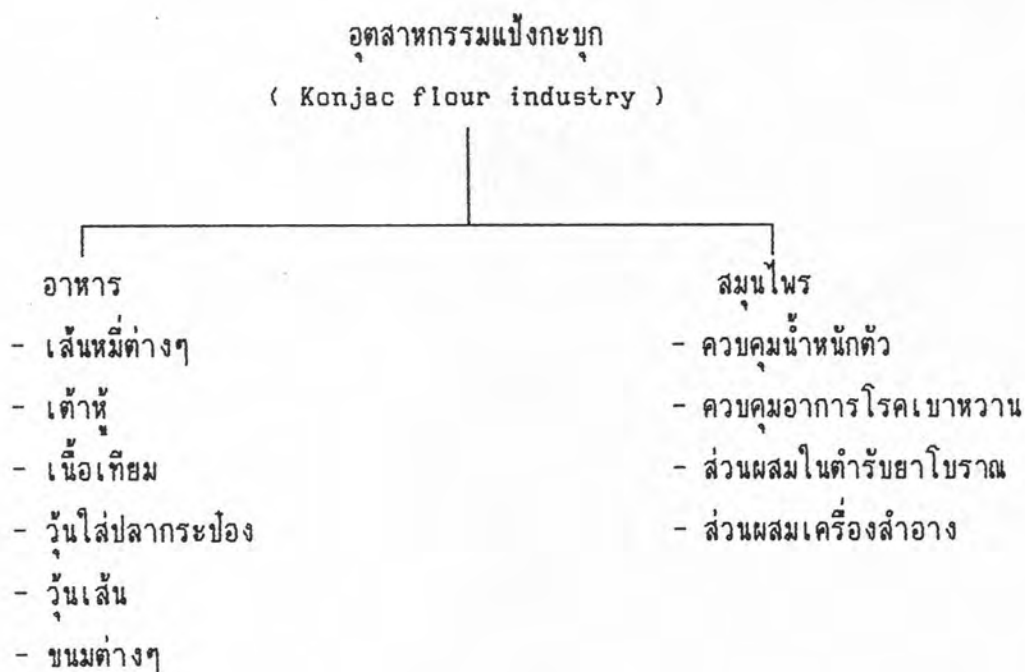 อุตสาหกรรมแป้งกะบุก
( Konjac flour industry )
อาหาร
- เส้นหมี่ต่างๆ
- เต้าหู้
- เนื้อเทียม
- วุ้นใส่ปลากระป๋อง
- วุ้นเส้น
- ขนมต่างๆ
สมุนไพร
- ควบคุมน้ำหนักตัว
- ควบคุมอาการโรคเบาหวาน
- ส่วนผสมในตำรับยาโบราณ
- ส่วนผสมเครื่องสำอาง